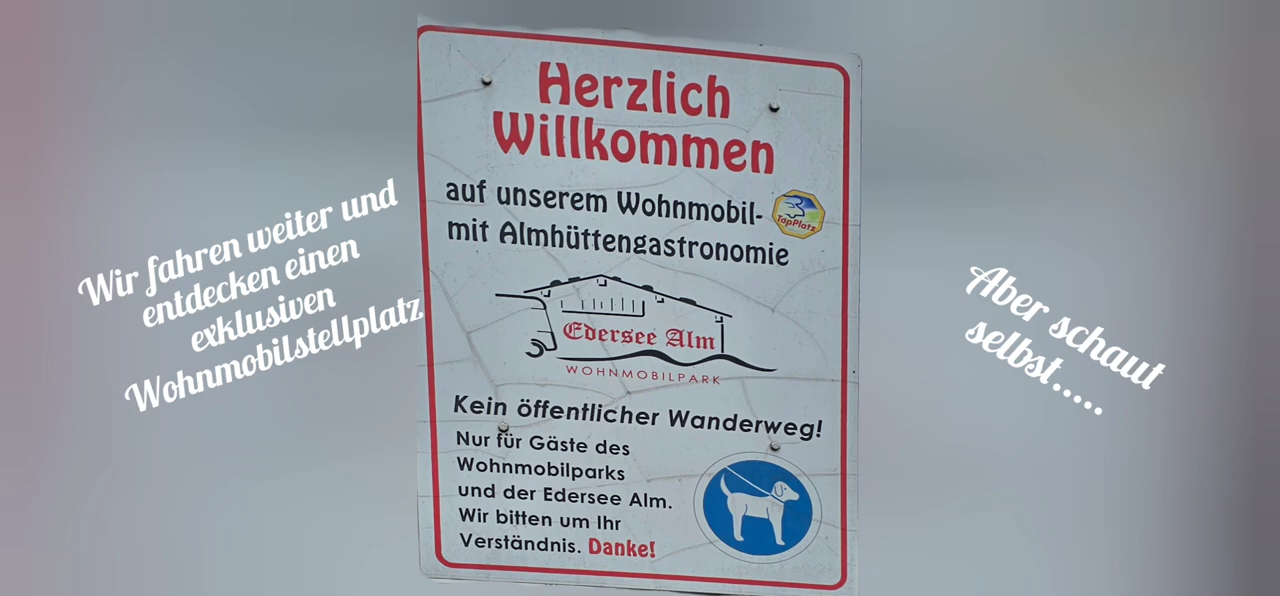 Wir fahren weiter und
entdecken einen
exklusiven
Wohnmobilstellplatz
Herzlich
Willkommen
auf unserem Wohnmobil-
TopPlatz
mit Almhüttengastronomie
Edersee Alm
WOHNMOBILPARK
Kein öffentlicher Wanderweg!
Nur für Gäste des
Wohnmobilparks
und der Edersee Alm.
Wir bitten um Ihr
Verständnis. Danke!
Aber schaut
selbst.....